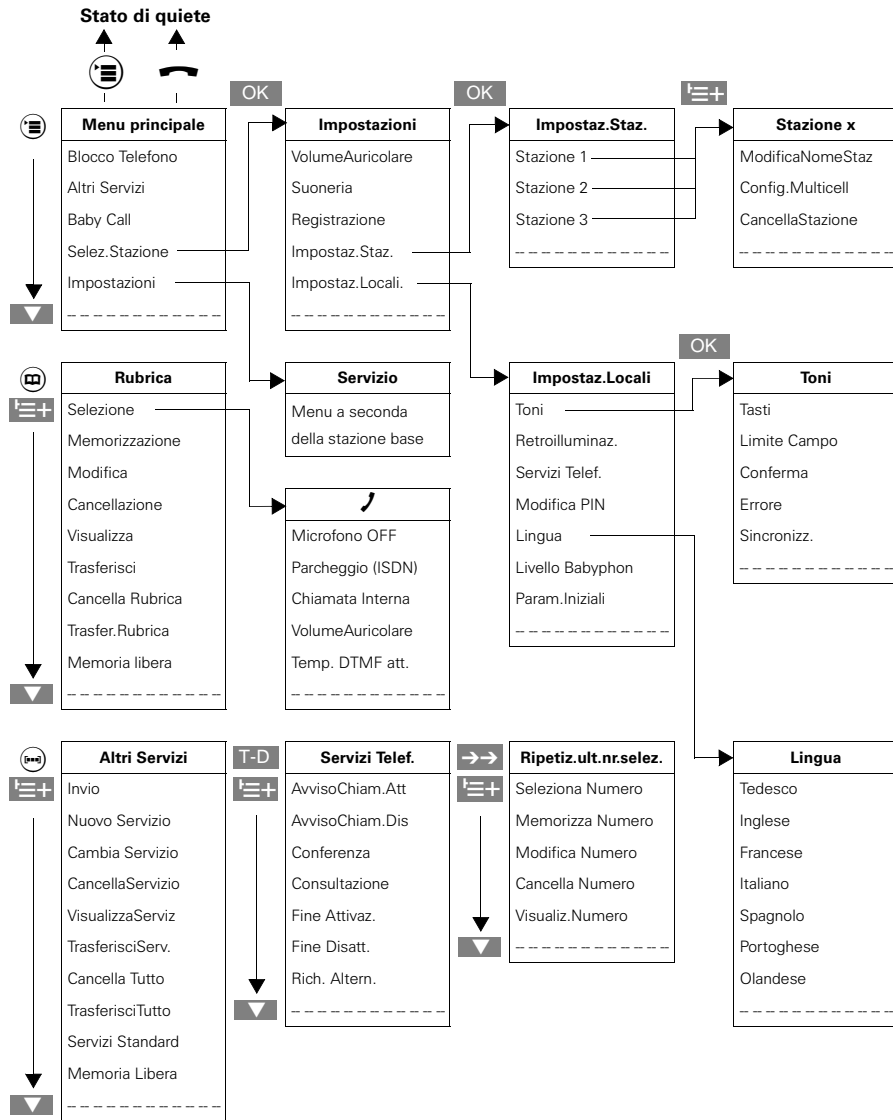 Stato di quiete
OK
OK
Menu principale
Blocco Telefono
Altri Servizi
Baby Call
Selez.Stazione
Impostazioni
Impostazioni
VolumeAuricolare
Suoneria
Registrazione
Impostaz.Staz.
Impostaz.Locali.
Impostaz.Staz.
Stazione 1
Stazione 2
Stazione 3
Stazione x
ModificaNomeStaz
Config.Multicell
CancellaStazione
OK
Rubrica
Selezione
Memorizzazione
Modifica
Cancellazione
Visualizza
Trasferisci
Cancella Rubrica
Trasfer.Rubrica
Memoria libera
Servizio
Menu a seconda
della stazione base
Microfono OFF
Parcheggio (ISDN)
Chiamata Interna
VolumeAuricolare
Temp. DTMF att.
Impostaz.Locali
Toni
Retroilluminaz.
Servizi Telef.
Modifica PIN
Lingua
Livello Babyphon
Param.Iniziali
Toni
Tasti
Limite Campo
Conferma
Errore
Sincronizz.
Altri Servizi
Invio
Nuovo Servizio
Cambia Servizio
CancellaServizio
VisualizzaServiz
TrasferisciServ.
Cancella Tutto
TrasferisciTutto
Servizi Standard
Memoria Libera
T-D
Servizi Telef.
AvvisoChiam.Att
AvvisoChiam.Dis
Conferenza
Consultazione
Fine Attivaz.
Fine Disatt.
Rich. Altern.
Ripetiz.ult.nr.selez.
Seleziona Numero
Memorizza Numero
Modifica Numero
Cancella Numero
Visualiz.Numero
Lingua
Tedesco
Inglese
Francese
Italiano
Spagnolo
Portoghese
Olandese